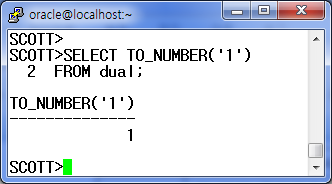 oracle@localhost:~
SCOTT>
SCOTT>SELECT TO_NUMBER('1')
  2  FROM dual;
TO_NUMBER('1')
--------------
             1
SCOTT>